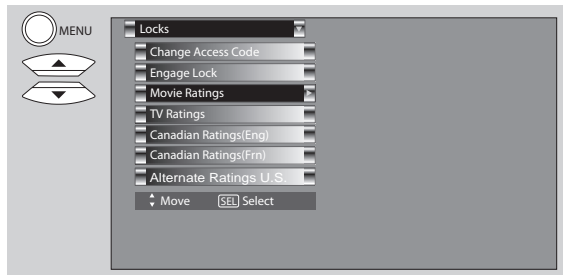 MENU
Locks
Change Access Code
Engage Lock
Movie Ratings
TV Ratings
Canadian Ratings(Eng)
Canadian Ratings(Frn)
Alternate Ratings U.S.
Move SEL Select